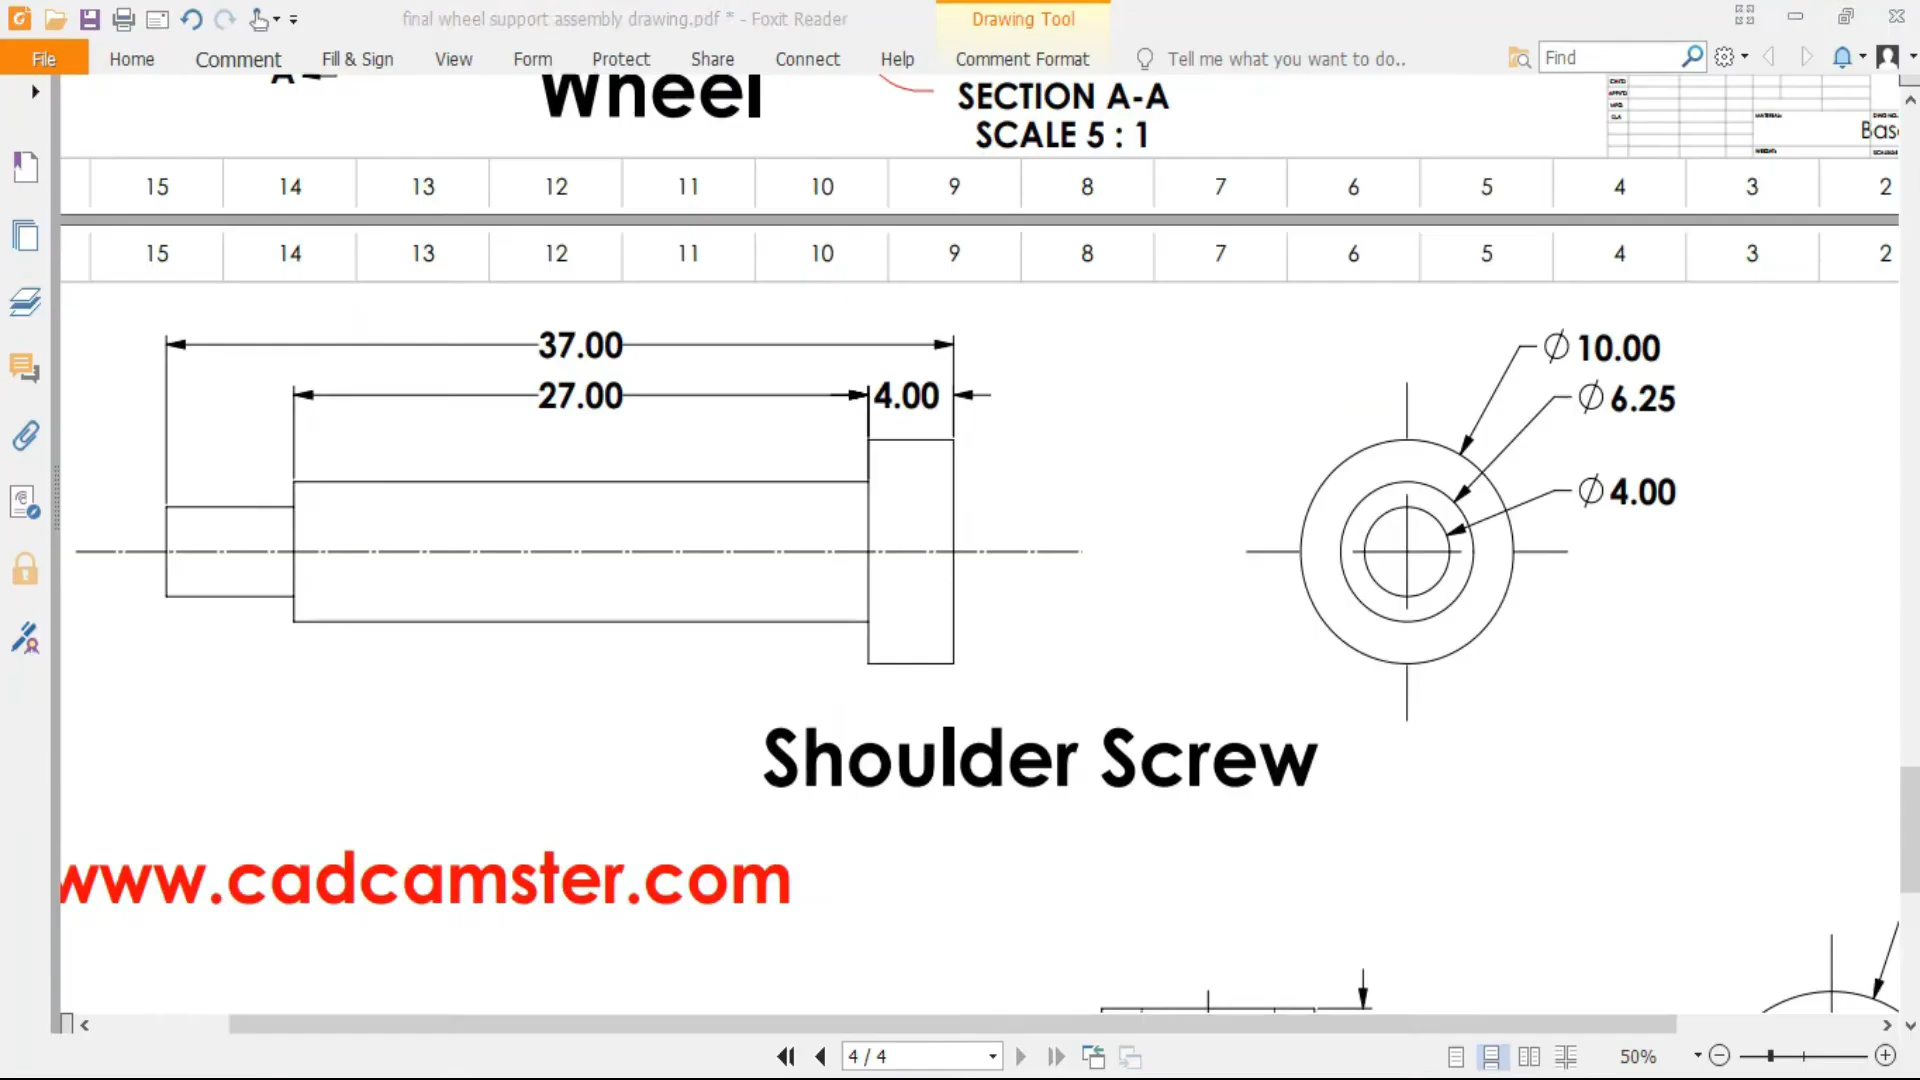 final wheel support assembly drawing.pdf * - Foxit Reader
Drawing Tool
File Home Comment Fill & Sign View Form Protect Share Connect Help Comment Format Tell me what you want to do.. Find
A
Wheel
SECTION A-A
SCALE 5 : 1
15 14 13 12 11 10 9 8 7 6 5 4 3 2
15 14 13 12 11 10 9 8 7 6 5 4 3 2
37.00
27.00 4.00
∅ 10.00
∅ 6.25
∅ 4.00
Shoulder Screw
www.cadcamster.com
4 / 4
50%